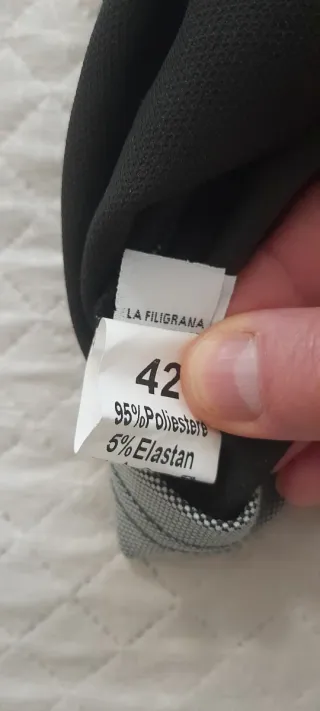 LA FILIGRANA
42
95%Poliestere
5%Elastan